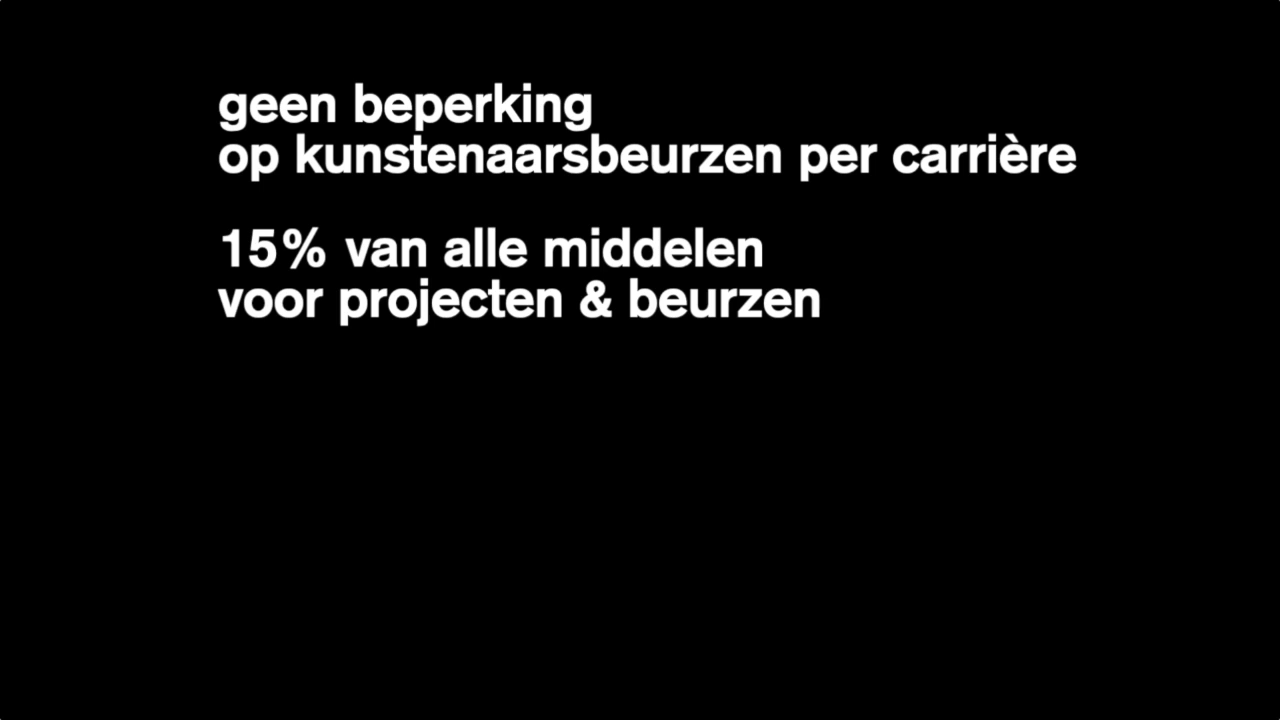 geen beperking
op kunstenaarsbeurzen per carrière
15% van alle middelen
voor projecten & beurzen